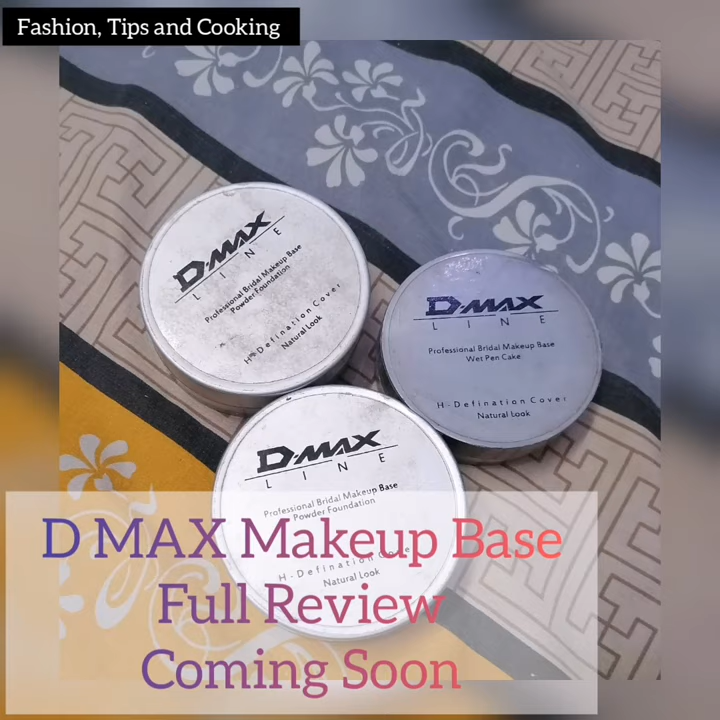 Fashion, Tips and Cooking
D·MAX
LINE
Professional Bridal Makeup Base
Powder Foundation
H-Defination Cover
Natural Look
D·MAX
LINE
Professional Bridal Makeup Base
Wet Pen Cake
H-Defination Cover
Natural Look
D·MAX
LINE
Professional Bridal Makeup Base
Powder Foundation
H-Defination Cover
Natural Look
D MAX Makeup Base
Full Review
Coming Soon